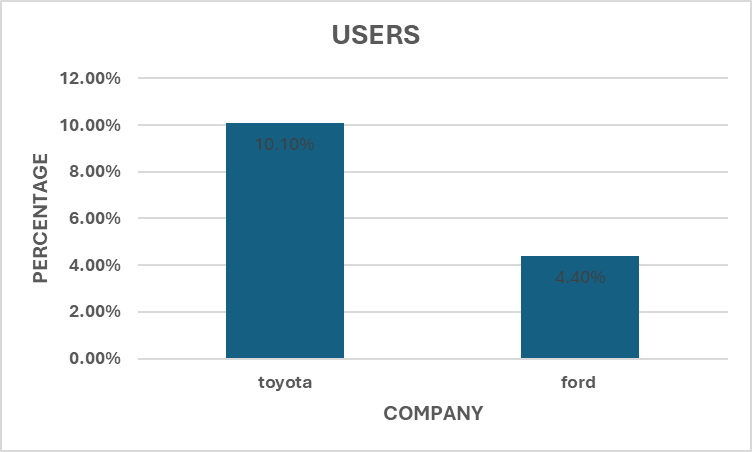 USERS
PERCENTAGE
12.00%
10.00%
8.00%
6.00%
4.00%
2.00%
0.00%
10.10%
4.40%
toyota
ford
COMPANY